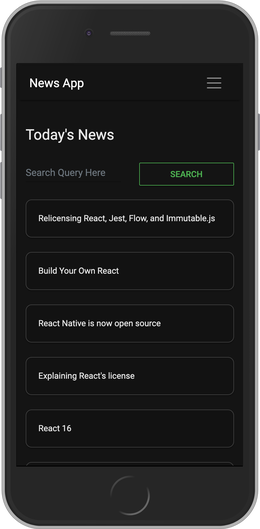 News App
Today's News
Search Query Here
SEARCH
Relicensing React, Jest, Flow, and Immutable.js
Build Your Own React
React Native is now open source
Explaining React's license
React 16